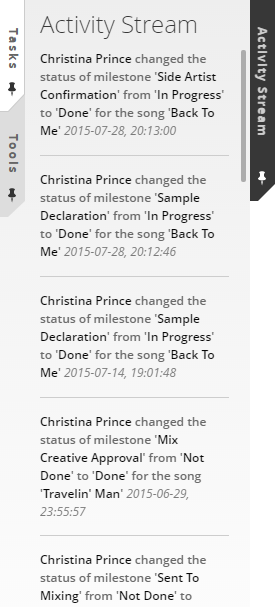 Activity Stream
Christina Prince changed the
status of milestone 'Side Artist
Confirmation' from 'In Progress'
to 'Done' for the song 'Back To
Me' 2015-07-28, 20:13:00
Christina Prince changed the
status of milestone 'Sample
Declaration' from 'In Progress'
to 'Done' for the song 'Back To
Me' 2015-07-28, 20:12:46
Christina Prince changed the
status of milestone 'Sample
Declaration' from 'In Progress'
to 'Done' for the song 'Back To
Me' 2015-07-14, 19:01:48
Christina Prince changed the
status of milestone 'Mix
Creative Approval' from 'Not
Done' to 'Done' for the song
'Travelin' Man' 2015-06-29,
23:55:57
Christina Prince changed the
status of milestone 'Sent To
Mixing' from 'Not Done' to
Tasks
Tools
Activity Stream